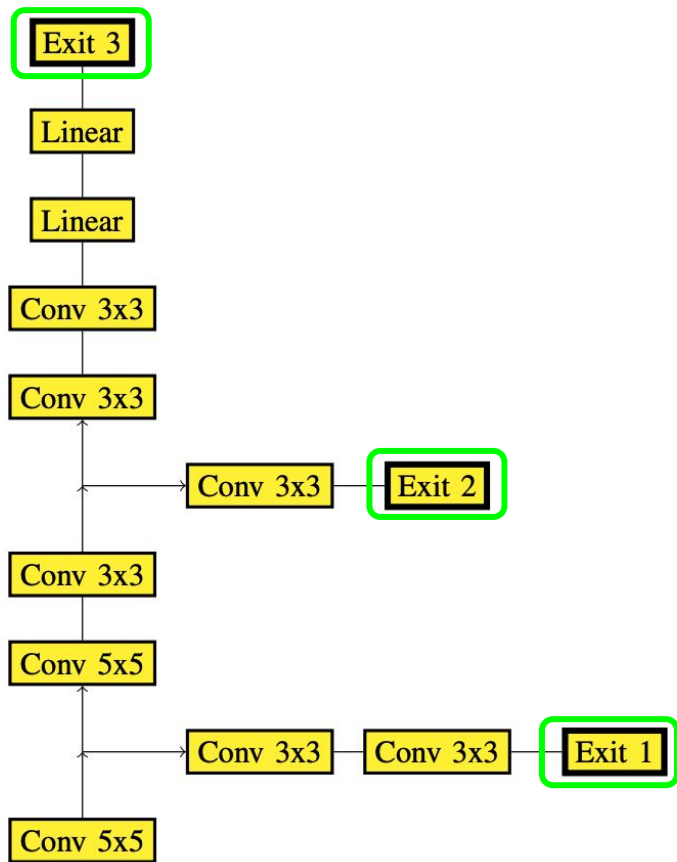 Exit 3
Linear
Linear
Conv 3x3
Conv 3x3
Conv 3x3 Exit 2
Conv 3x3
Conv 5x5
Conv 3x3 Conv 3x3 Exit 1
Conv 5x5